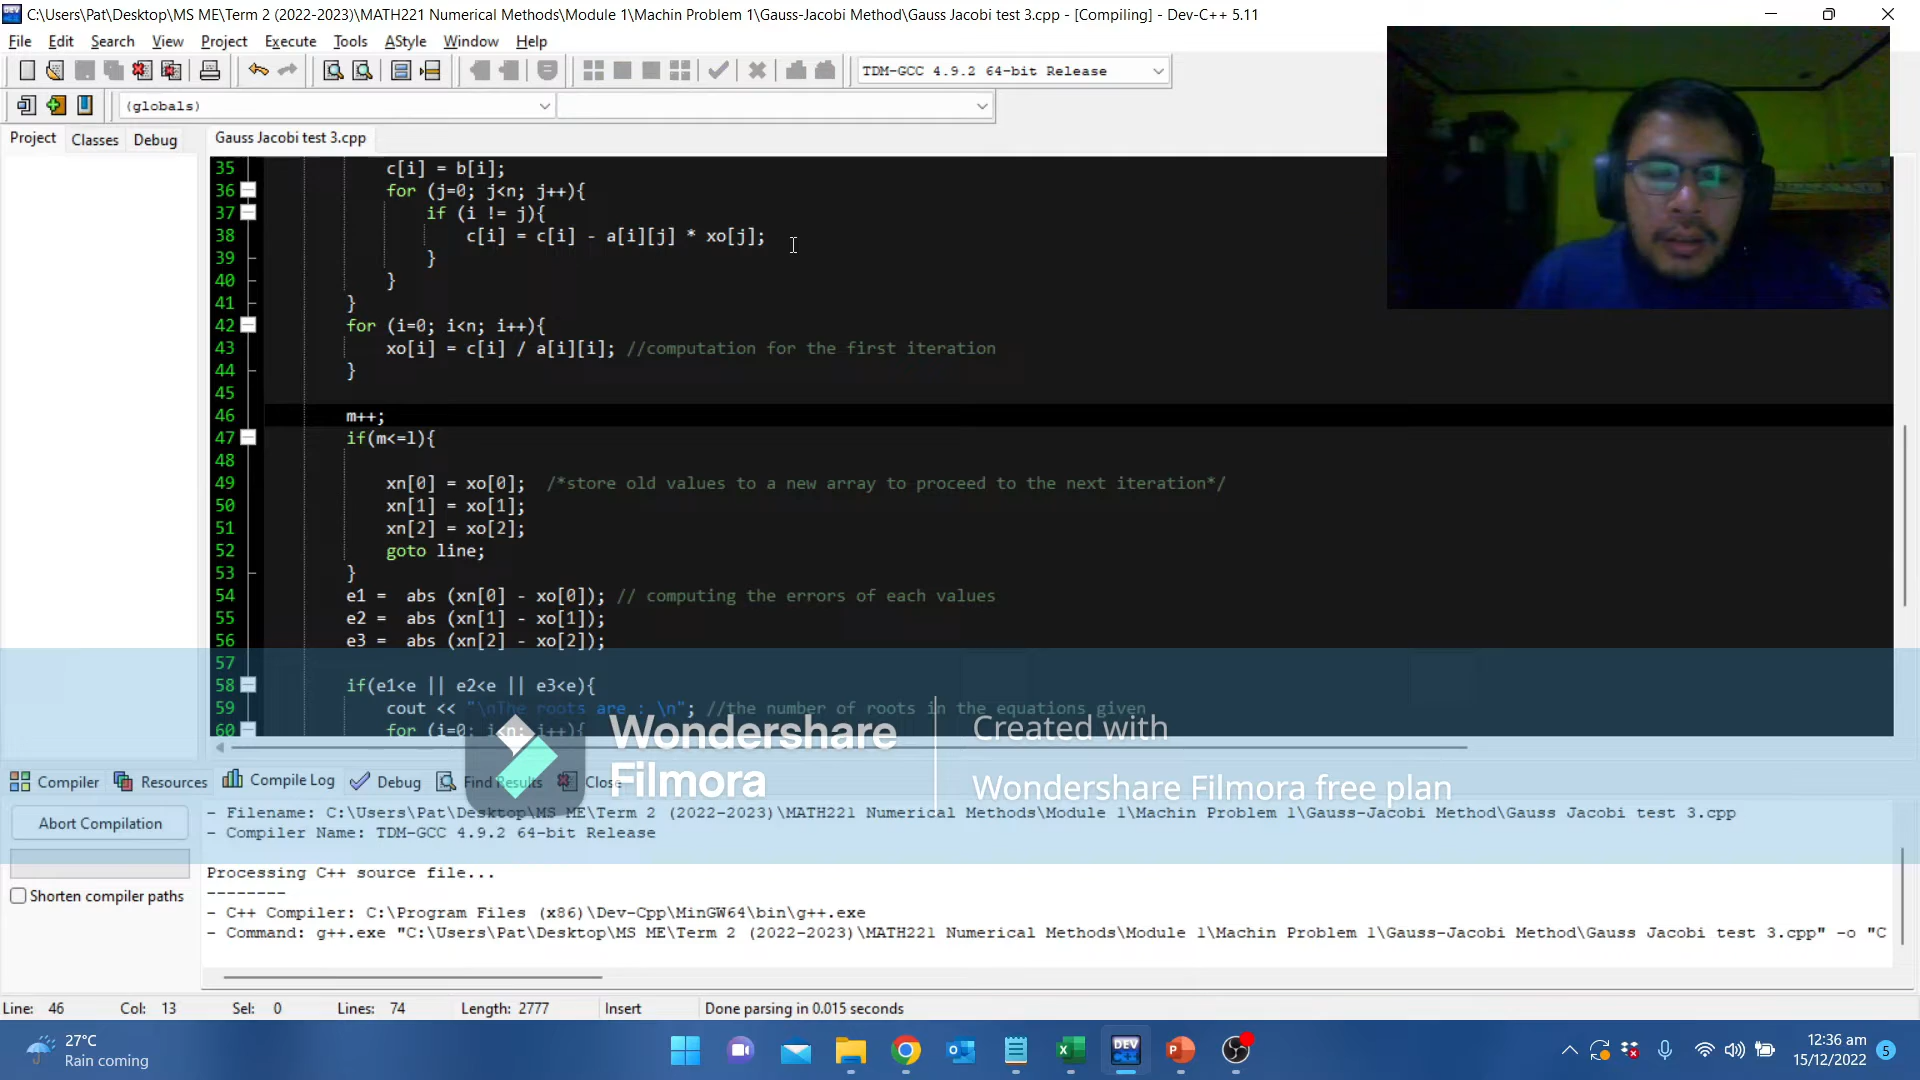 C:\Users\Pat\Desktop\MS ME\Term 2 (2022-2023)\MATH221 Numerical Methods\Module 1\Machin Problem 1\Gauss-Jacobi Method\Gauss Jacobi test 3.cpp - [Compiling] - Dev-C++ 5.11
File Edit Search View Project Execute Tools AStyle Window Help
TDM-GCC 4.9.2 64-bit Release
(globals)
Project Classes Debug Gauss Jacobi test 3.cpp
35 c[i] = b[i];
36 for (j=0; j<n; j++){
37 if (i != j){
38 c[i] = c[i] - a[i][j] * xo[j];
39 }
40 }
41 }
42 for (i=0; i<n; i++){
43 xo[i] = c[i] / a[i][i]; //computation for the first iteration
44 }
45
46 m++;
47 if(m<=l){
48
49 xn[0] = xo[0]; /*store old values to a new array to proceed to the next iteration*/
50 xn[1] = xo[1];
51 xn[2] = xo[2];
52 goto line;
53 }
54 e1 = abs (xn[0] - xo[0]); // computing the errors of each values
55 e2 = abs (xn[1] - xo[1]);
56 e3 = abs (xn[2] - xo[2]);
57
58 if(e1<e || e2<e || e3<e){
59 cout << "\nThe roots are : \n"; //the number of roots in the equations given
60 for (i=0; i<n; i++){
Wondershare Filmora
Created with
Wondershare Filmora free plan
Compiler Resources Compile Log Debug Find Results Close
Abort Compilation
Shorten compiler paths
- Filename: C:\Users\Pat\Desktop\MS ME\Term 2 (2022-2023)\MATH221 Numerical Methods\Module 1\Machin Problem 1\Gauss-Jacobi Method\Gauss Jacobi test 3.cpp
- Compiler Name: TDM-GCC 4.9.2 64-bit Release
Processing C++ source file...
--------
- C++ Compiler: C:\Program Files (x86)\Dev-Cpp\MinGW64\bin\g++.exe
- Command: g++.exe "C:\Users\Pat\Desktop\MS ME\Term 2 (2022-2023)\MATH221 Numerical Methods\Module 1\Machin Problem 1\Gauss-Jacobi Method\Gauss Jacobi test 3.cpp" -o "C
Line: 46 Col: 13 Sel: 0 Lines: 74 Length: 2777 Insert Done parsing in 0.015 seconds
27°C
Rain coming
DEV
12:36 am
15/12/2022
5